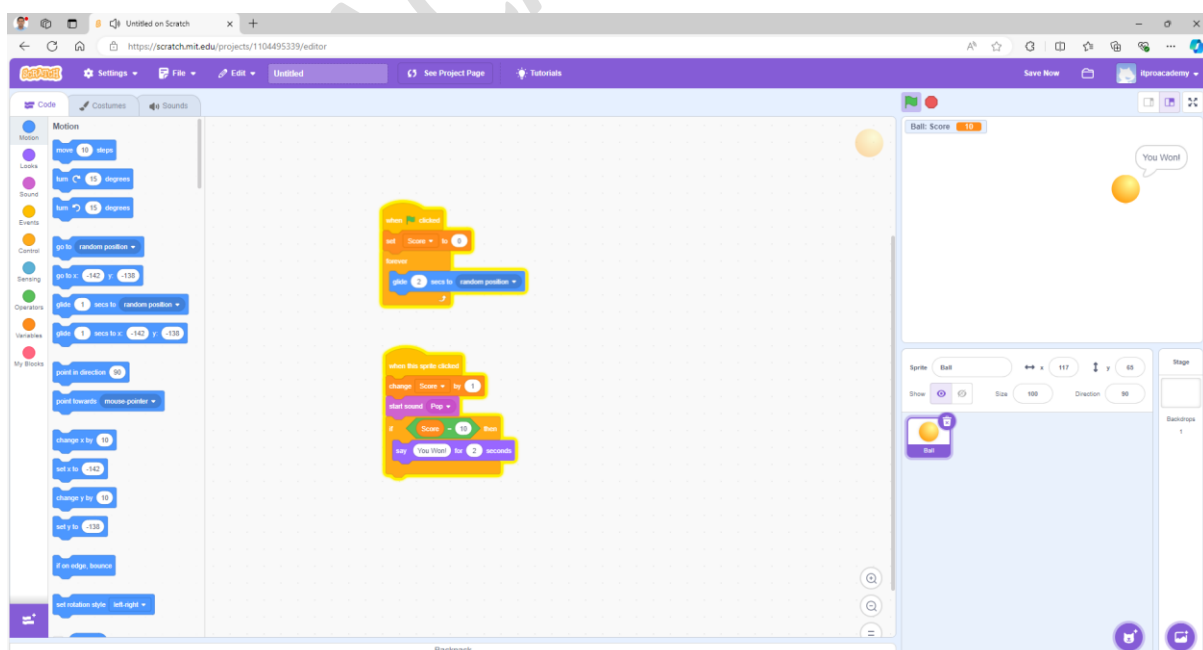 Untitled on Scratch
https://scratch.mit.edu/projects/1104495339/editor
SCRATCH Settings File Edit Untitled See Project Page Tutorials Save Now itproacademy
Code Costumes Sounds
Motion
Looks
Sound
Events
Control
Sensing
Operators
Variables
My Blocks
Motion
move 10 steps
turn 15 degrees
turn 15 degrees
go to random position
go to x: -142 y: -138
glide 1 secs to random position
glide 1 secs to x: -142 y: -138
point in direction 90
point towards mouse-pointer
change x by 10
set x to -142
change y by 10
set y to -138
if on edge, bounce
set rotation style left-right
when clicked
set Score to 0
forever
glide 2 secs to random position
when this sprite clicked
change Score by 1
start sound Pop
if Score = 10 then
say You Won! for 2 seconds
Backpack
Ball: Score 10
You Won!
Sprite Ball x 117 y 65
Show Size 100 Direction 90
Ball
Stage
Backdrops
1